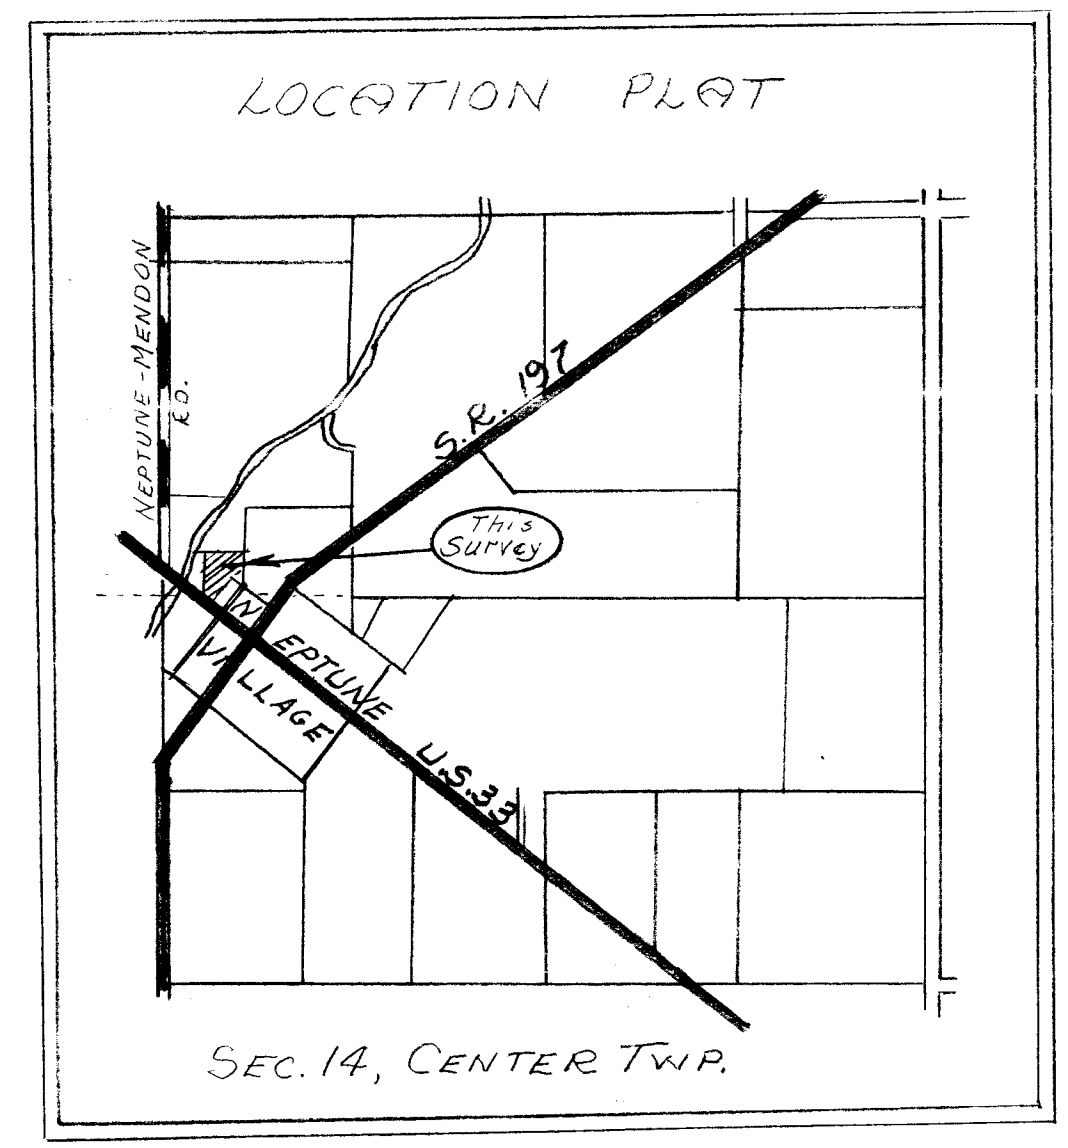 LOCATION PLAT
NEPTUNE-MENDON
RD.
S.R. 197
This
Survey
NEPTUNE
VILLAGE
U.S.33
SEC. 14, CENTER TWP.